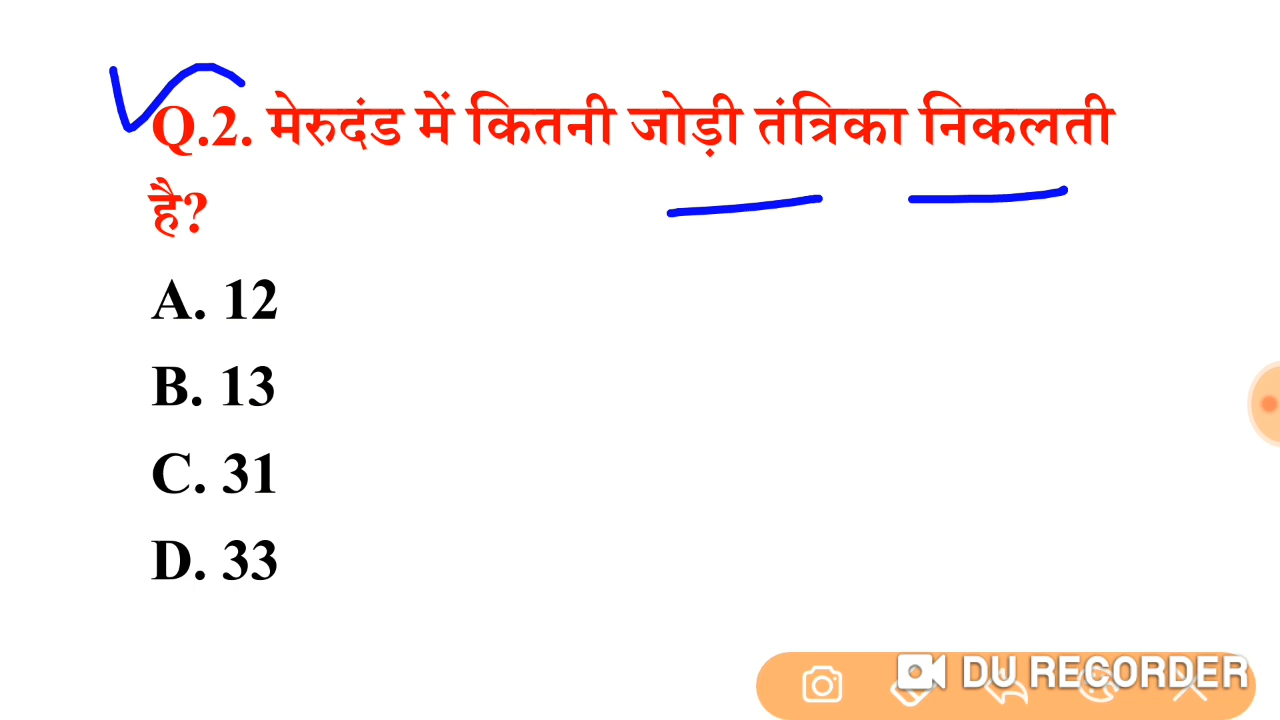 Q.2. मेरुदंड में कितनी जोड़ी तंत्रिका निकलती
है?
A. 12
B. 13
C. 31
D. 33
DU RECORDER